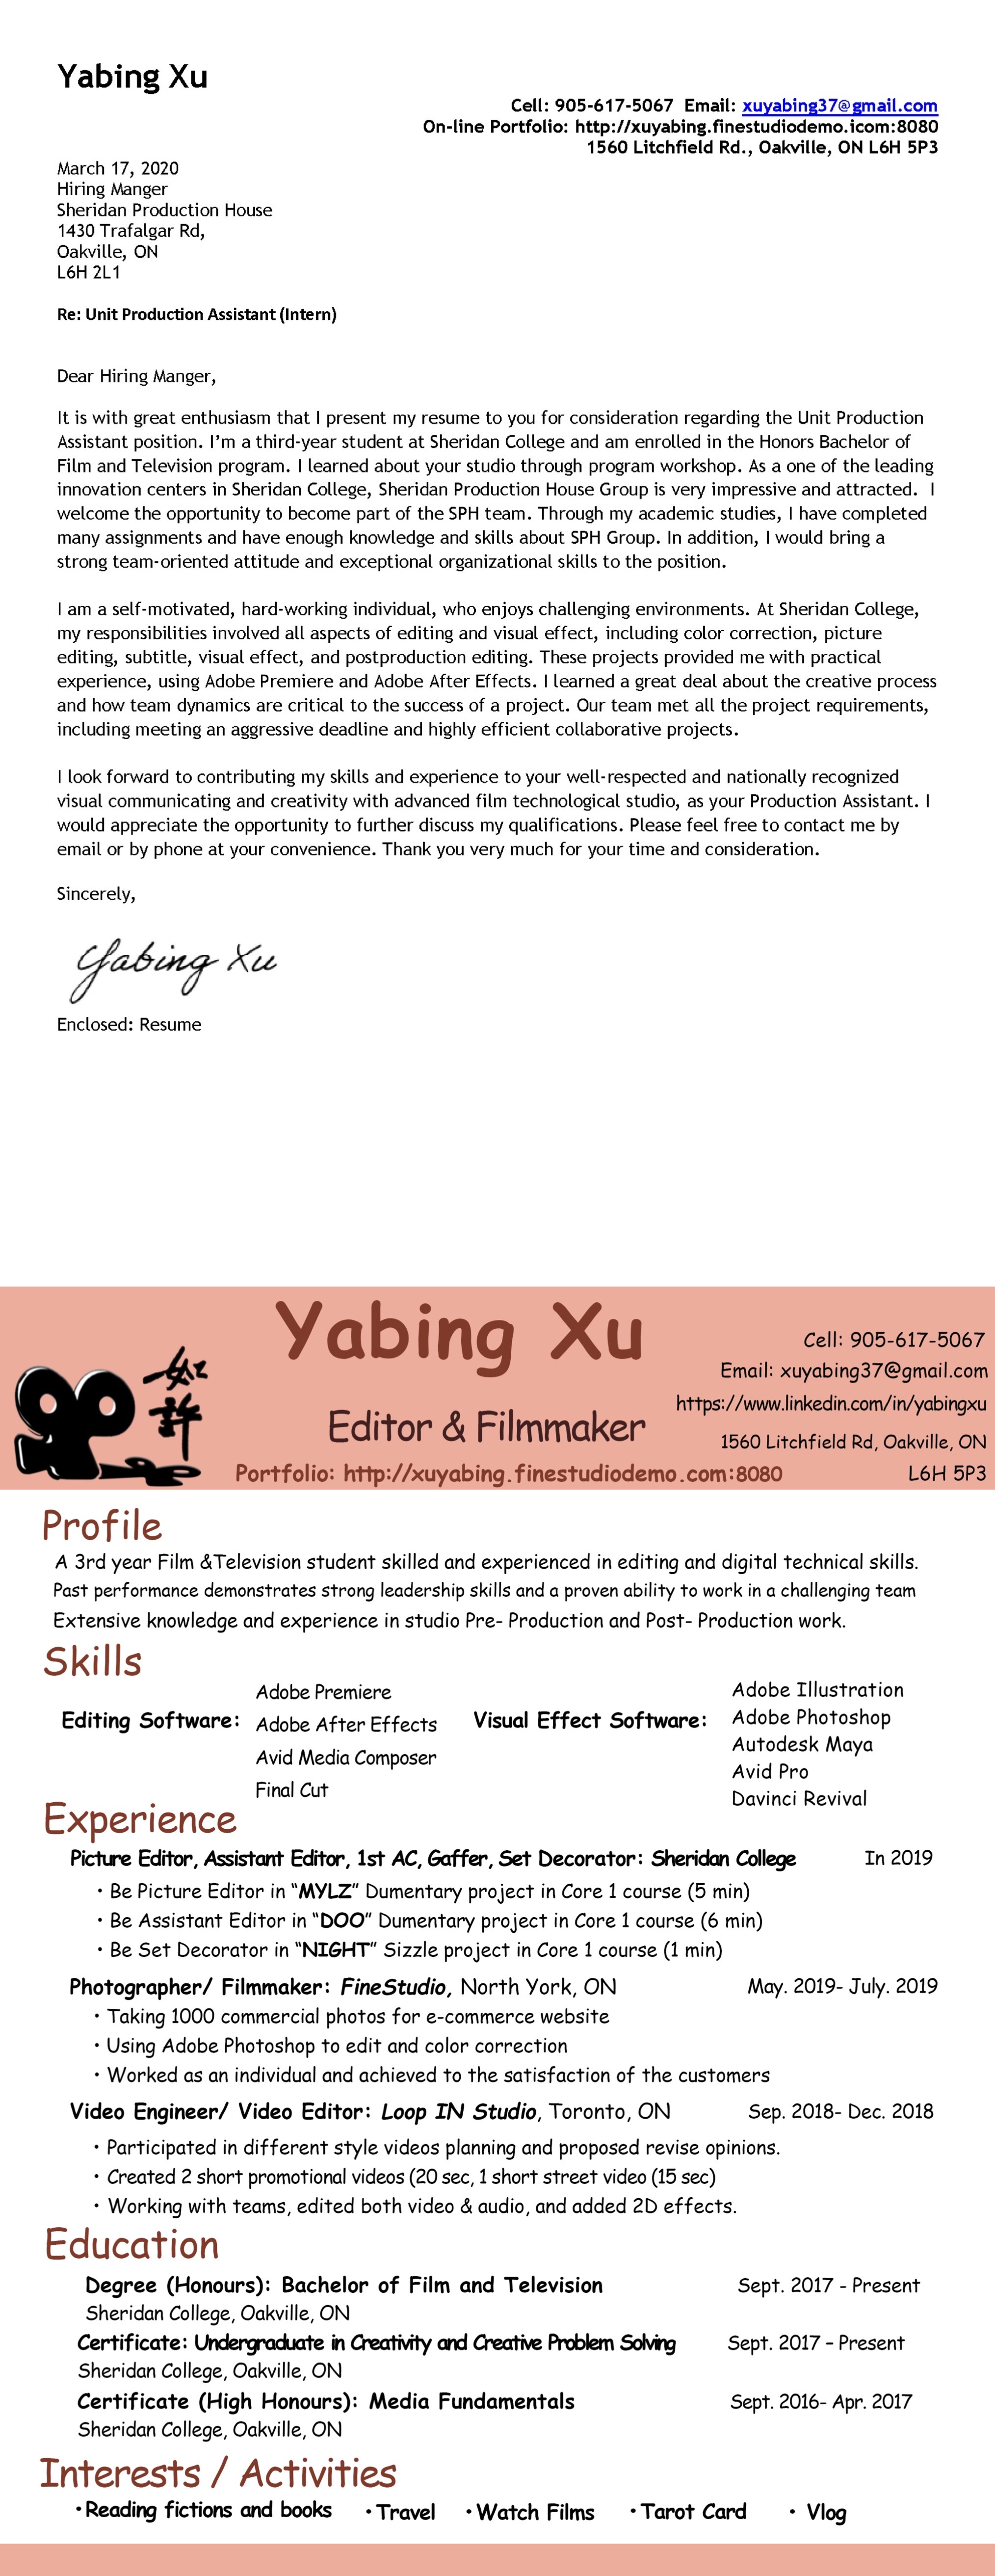 Yabing Xu
Cell: 905-617-5067 Email: xuyabing37@gmail.com
On-line Portfolio: http://xuyabing.finestudiodemo.icom:8080
1560 Litchfield Rd., Oakville, ON L6H 5P3
March 17, 2020
Hiring Manger
Sheridan Production House
1430 Trafalgar Rd,
Oakville, ON
L6H 2L1
Re: Unit Production Assistant (Intern)
Dear Hiring Manger,
It is with great enthusiasm that I present my resume to you for consideration regarding the Unit Production
Assistant position. I'm a third-year student at Sheridan College and am enrolled in the Honors Bachelor of
Film and Television program. I learned about your studio through program workshop. As a one of the leading
innovation centers in Sheridan College, Sheridan Production House Group is very impressive and attracted. I
welcome the opportunity to become part of the SPH team. Through my academic studies, I have completed
many assignments and have enough knowledge and skills about SPH Group. In addition, I would bring a
strong team-oriented attitude and exceptional organizational skills to the position.
I am a self-motivated, hard-working individual, who enjoys challenging environments. At Sheridan College,
my responsibilities involved all aspects of editing and visual effect, including color correction, picture
editing, subtitle, visual effect, and postproduction editing. These projects provided me with practical
experience, using Adobe Premiere and Adobe After Effects. I learned a great deal about the creative process
and how team dynamics are critical to the success of a project. Our team met all the project requirements,
including meeting an aggressive deadline and highly efficient collaborative projects.
I look forward to contributing my skills and experience to your well-respected and nationally recognized
visual communicating and creativity with advanced film technological studio, as your Production Assistant. I
would appreciate the opportunity to further discuss my qualifications. Please feel free to contact me by
email or by phone at your convenience. Thank you very much for your time and consideration.
Sincerely,
Yabing Xu
Enclosed: Resume
Yabing Xu
Editor & Filmmaker
Portfolio: http://xuyabing.finestudiodemo.com:8080
Cell: 905-617-5067
Email: xuyabing37@gmail.com
https://www.linkedin.com/in/yabingxu
1560 Litchfield Rd, Oakville, ON
L6H 5P3
Profile
A 3rd year Film &Television student skilled and experienced in editing and digital technical skills.
Past performance demonstrates strong leadership skills and a proven ability to work in a challenging team
Extensive knowledge and experience in studio Pre- Production and Post- Production work.
Skills
Editing Software:
Adobe Premiere
Adobe After Effects
Avid Media Composer
Final Cut
Visual Effect Software:
Adobe Illustration
Adobe Photoshop
Autodesk Maya
Avid Pro
Davinci Revival
Experience
Picture Editor, Assistant Editor, 1st AC, Gaffer, Set Decorator: Sheridan College In 2019
• Be Picture Editor in “MYLZ” Dumentary project in Core 1 course (5 min)
• Be Assistant Editor in “DOO” Dumentary project in Core 1 course (6 min)
• Be Set Decorator in “NIGHT” Sizzle project in Core 1 course (1 min)
Photographer/ Filmmaker: FineStudio, North York, ON May. 2019- July. 2019
• Taking 1000 commercial photos for e-commerce website
• Using Adobe Photoshop to edit and color correction
• Worked as an individual and achieved to the satisfaction of the customers
Video Engineer/ Video Editor: Loop IN Studio, Toronto, ON Sep. 2018- Dec. 2018
• Participated in different style videos planning and proposed revise opinions.
• Created 2 short promotional videos (20 sec, 1 short street video (15 sec)
• Working with teams, edited both video & audio, and added 2D effects.
Education
Degree (Honours): Bachelor of Film and Television Sept. 2017 - Present
Sheridan College, Oakville, ON
Certificate: Undergraduate in Creativity and Creative Problem Solving Sept. 2017 – Present
Sheridan College, Oakville, ON
Certificate (High Honours): Media Fundamentals Sept. 2016- Apr. 2017
Sheridan College, Oakville, ON
Interests / Activities
• Reading fictions and books • Travel • Watch Films • Tarot Card • Vlog